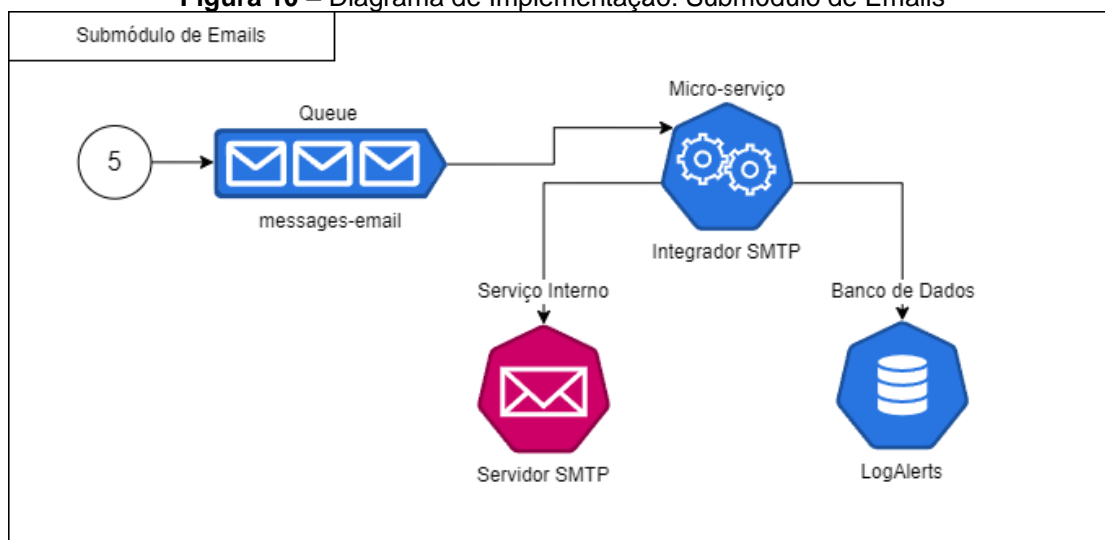 Figura 10 – Diagrama de Implementação: Submódulo de Emails
Submódulo de Emails
Micro-serviço
Queue
5
messages-email
Integrador SMTP
Serviço Interno
Banco de Dados
Servidor SMTP
LogAlerts